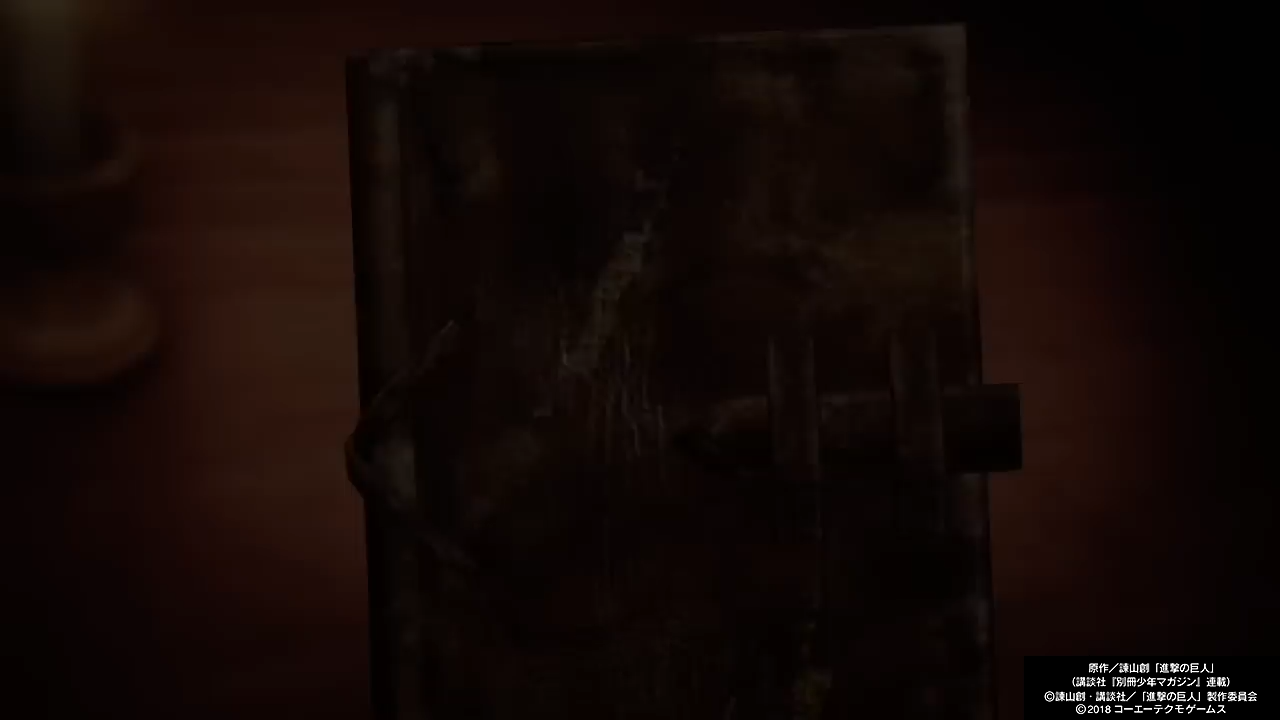 原作/諫山創「進撃の巨人」
(講談社『別冊少年マガジン』連載)
©諫山創・講談社/「進撃の巨人」製作委員会
©2018 コーエーテクモゲームス